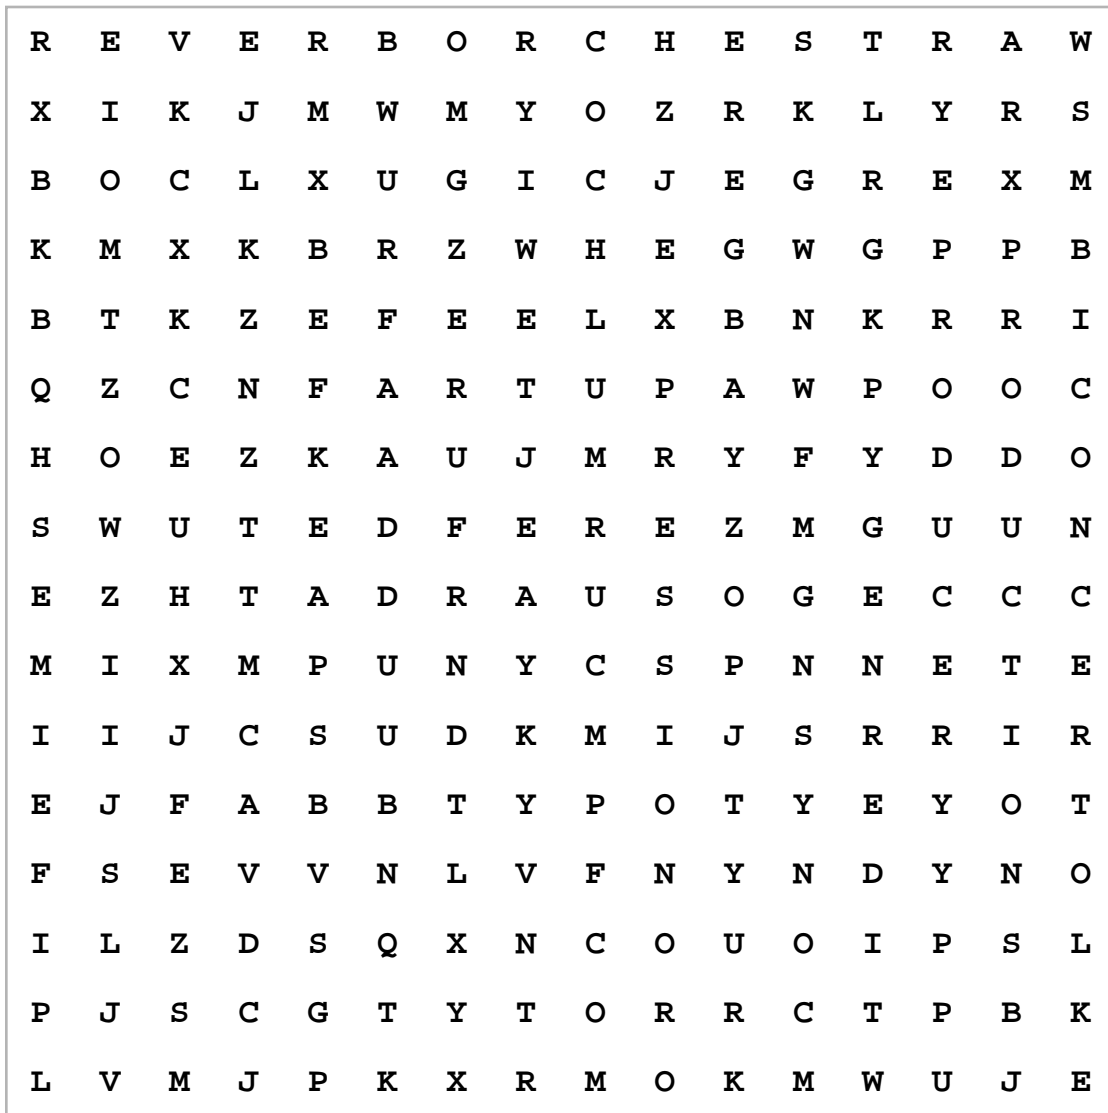 R E V E R B O R C H E S T R A W
X I K J M W M Y O Z R K L Y R S
B O C L X U G I C J E G R E X M
K M X K B R Z W H E G W G P P B
B T K Z E F E E L X B N K R R I
Q Z C N F A R T U P A W P O O C
H O E Z K A U J M R Y F Y D D O
S W U T E D F E R E Z M G U U N
E Z H T A D R A U S O G E C C C
M I X M P U N Y C S P N N E T E
I I J C S U D K M I J S R R I R
E J F A B B T Y P O T Y E Y O T
F S E V V N L V F N Y N D Y N O
I L Z D S Q X N C O U O I P S L
P J S C G T Y T O R R C T P B K
L V M J P K X R M O K M W U J E